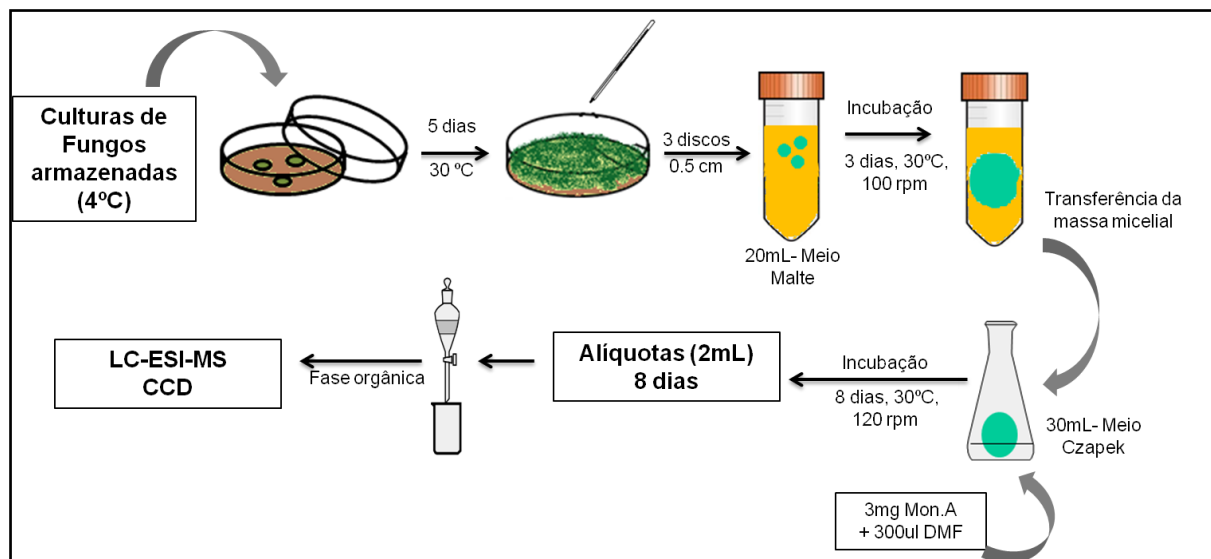 Culturas de
Fungos
armazenadas
(4ºC)
5 dias
30 ºC
3 discos
0.5 cm
20mL- Meio
Malte
Incubação
3 dias, 30ºC,
100 rpm
Transferência da
massa micelial
30mL- Meio
Czapek
3mg Mon.A
+ 300ul DMF
Incubação
8 dias, 30ºC,
120 rpm
Alíquotas (2mL)
8 dias
Fase orgânica
LC-ESI-MS
CCD